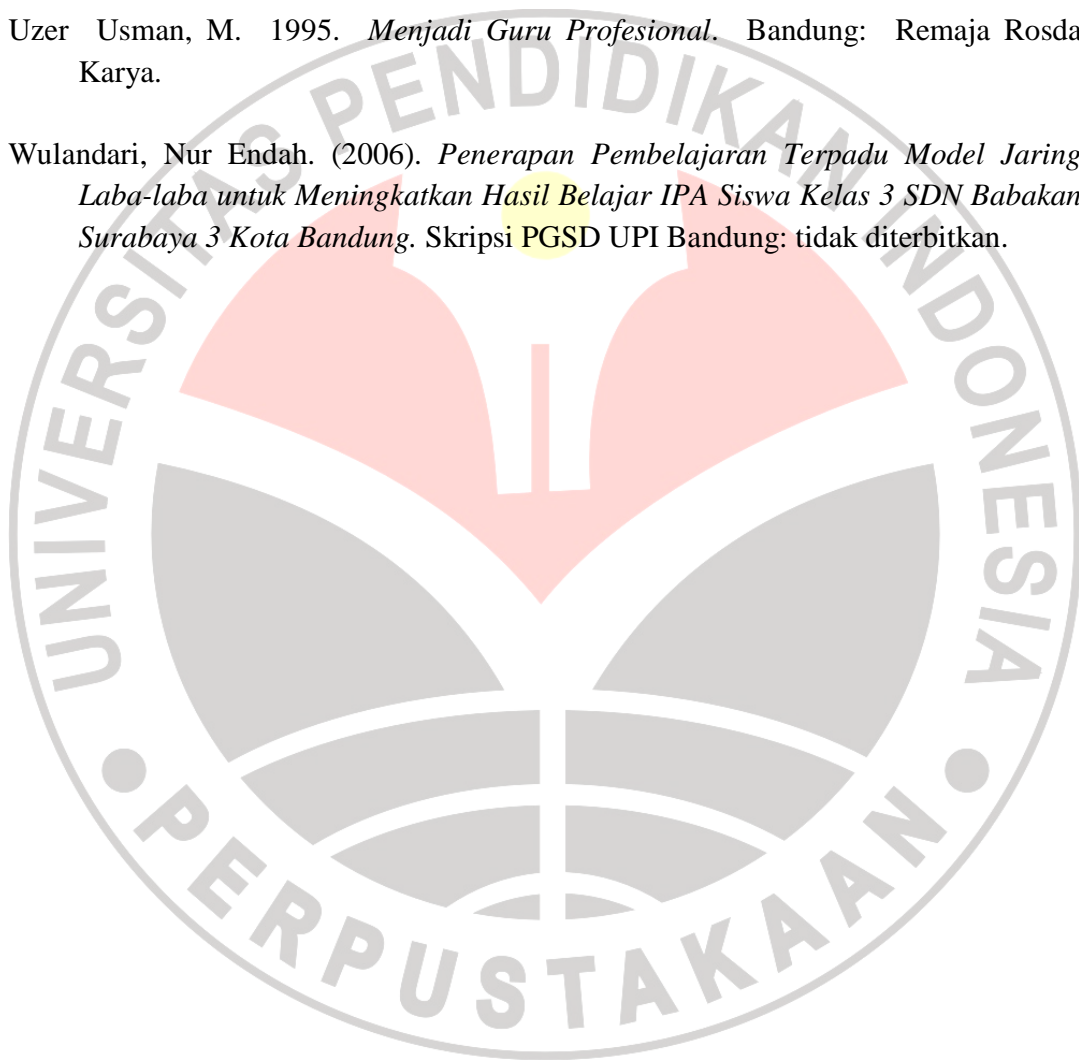 Uzer Usman, M. 1995. Menjadi Guru Profesional. Bandung: Remaja Rosda
Karya.
Wulandari, Nur Endah. (2006). Penerapan Pembelajaran Terpadu Model Jaring
Laba-laba untuk Meningkatkan Hasil Belajar IPA Siswa Kelas 3 SDN Babakan
Surabaya 3 Kota Bandung. Skripsi PGSD UPI Bandung: tidak diterbitkan.
UNIVERSITAS PENDIDIKAN INDONESIA
PERPUSTAKAAN